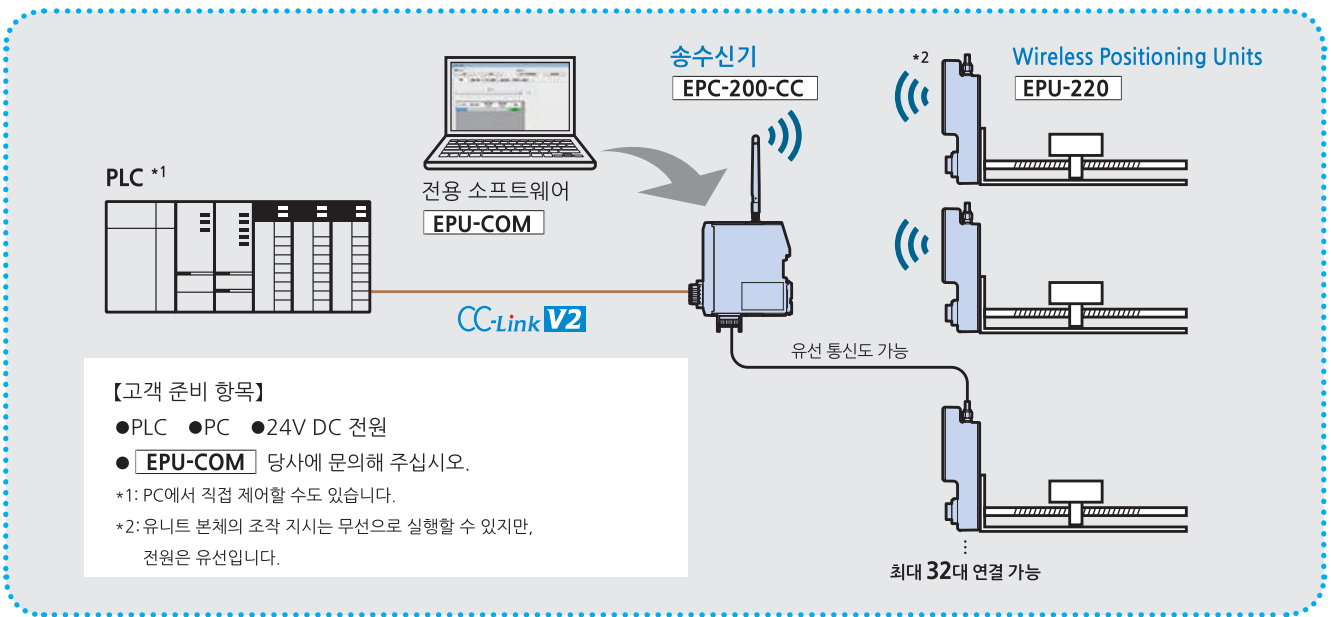 송수신기
EPC-200-CC
*2
Wireless Positioning Units
EPU-220
PLC *1
전용 소프트웨어
EPU-COM
CC-Link V2
유선 통신도 가능
【고객 준비 항목】
●PLC ●PC ●24V DC 전원
● EPU-COM 당사에 문의해 주십시오.
*1: PC에서 직접 제어할 수도 있습니다.
*2: 유니트 본체의 조작 지시는 무선으로 실행할 수 있지만,
전원은 유선입니다.
최대 32대 연결 가능